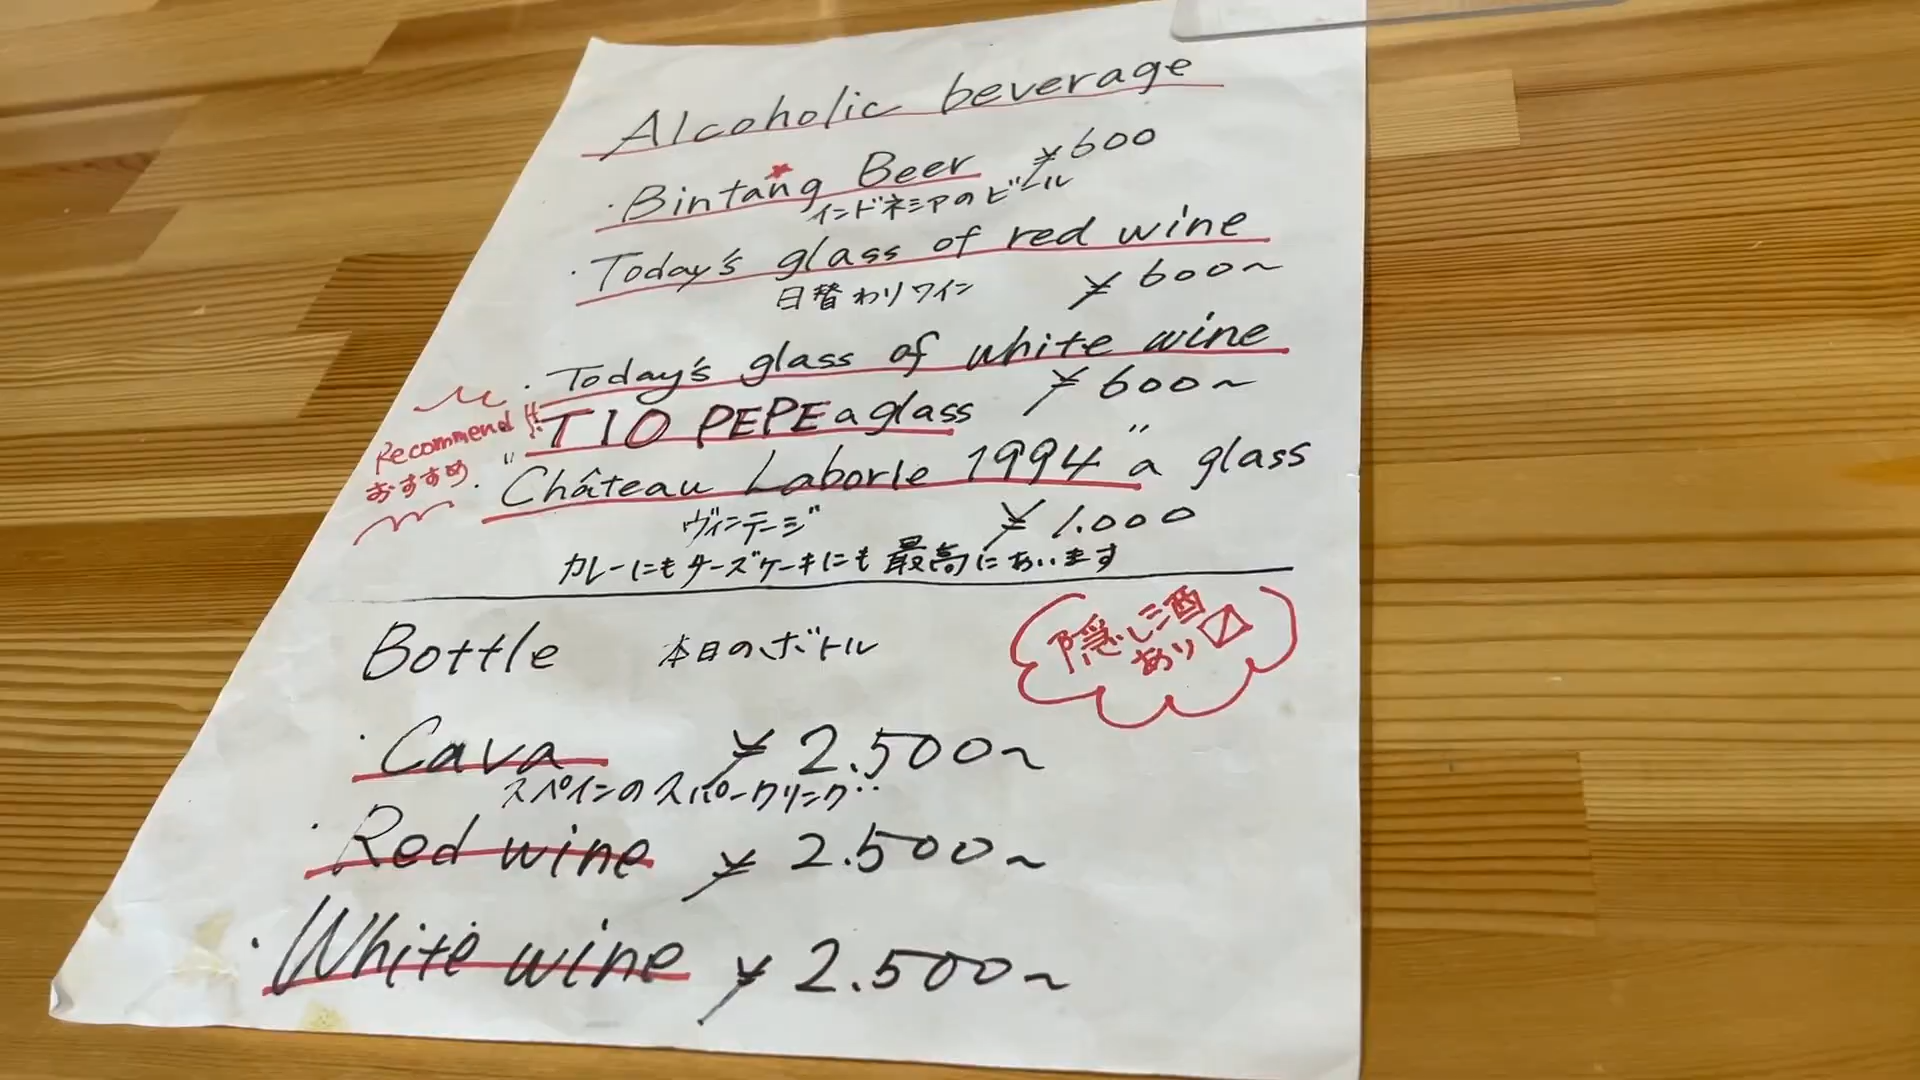 Alcoholic beverage
・Bintang Beer ¥600
インドネシアのビール
・Today's glass of red wine
日替わりワイン ¥600～
・Today's glass of white wine
¥600～
Recommend!!
おすすめ
TIO PEPE a glass
・"Château Laborle 1994" a glass
ヴィンテージ ¥1.000
カレーにもチーズケーキにも最高にあいます
Bottle 本日のボトル
隠し酒
あり〼
・Cava ¥2.500～
スペインのスパークリング‥
・Red wine ¥2.500～
・White wine ¥2.500～